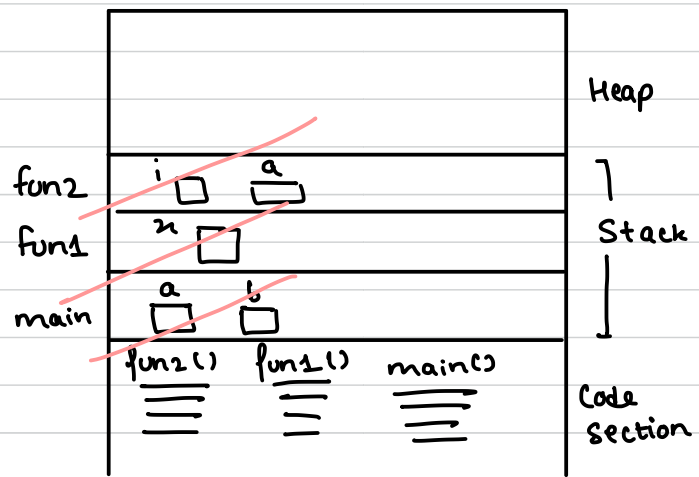 Heap
fun2 i a
fun1 x
Stack
main a b
fun2() fun1() main()
Code
section